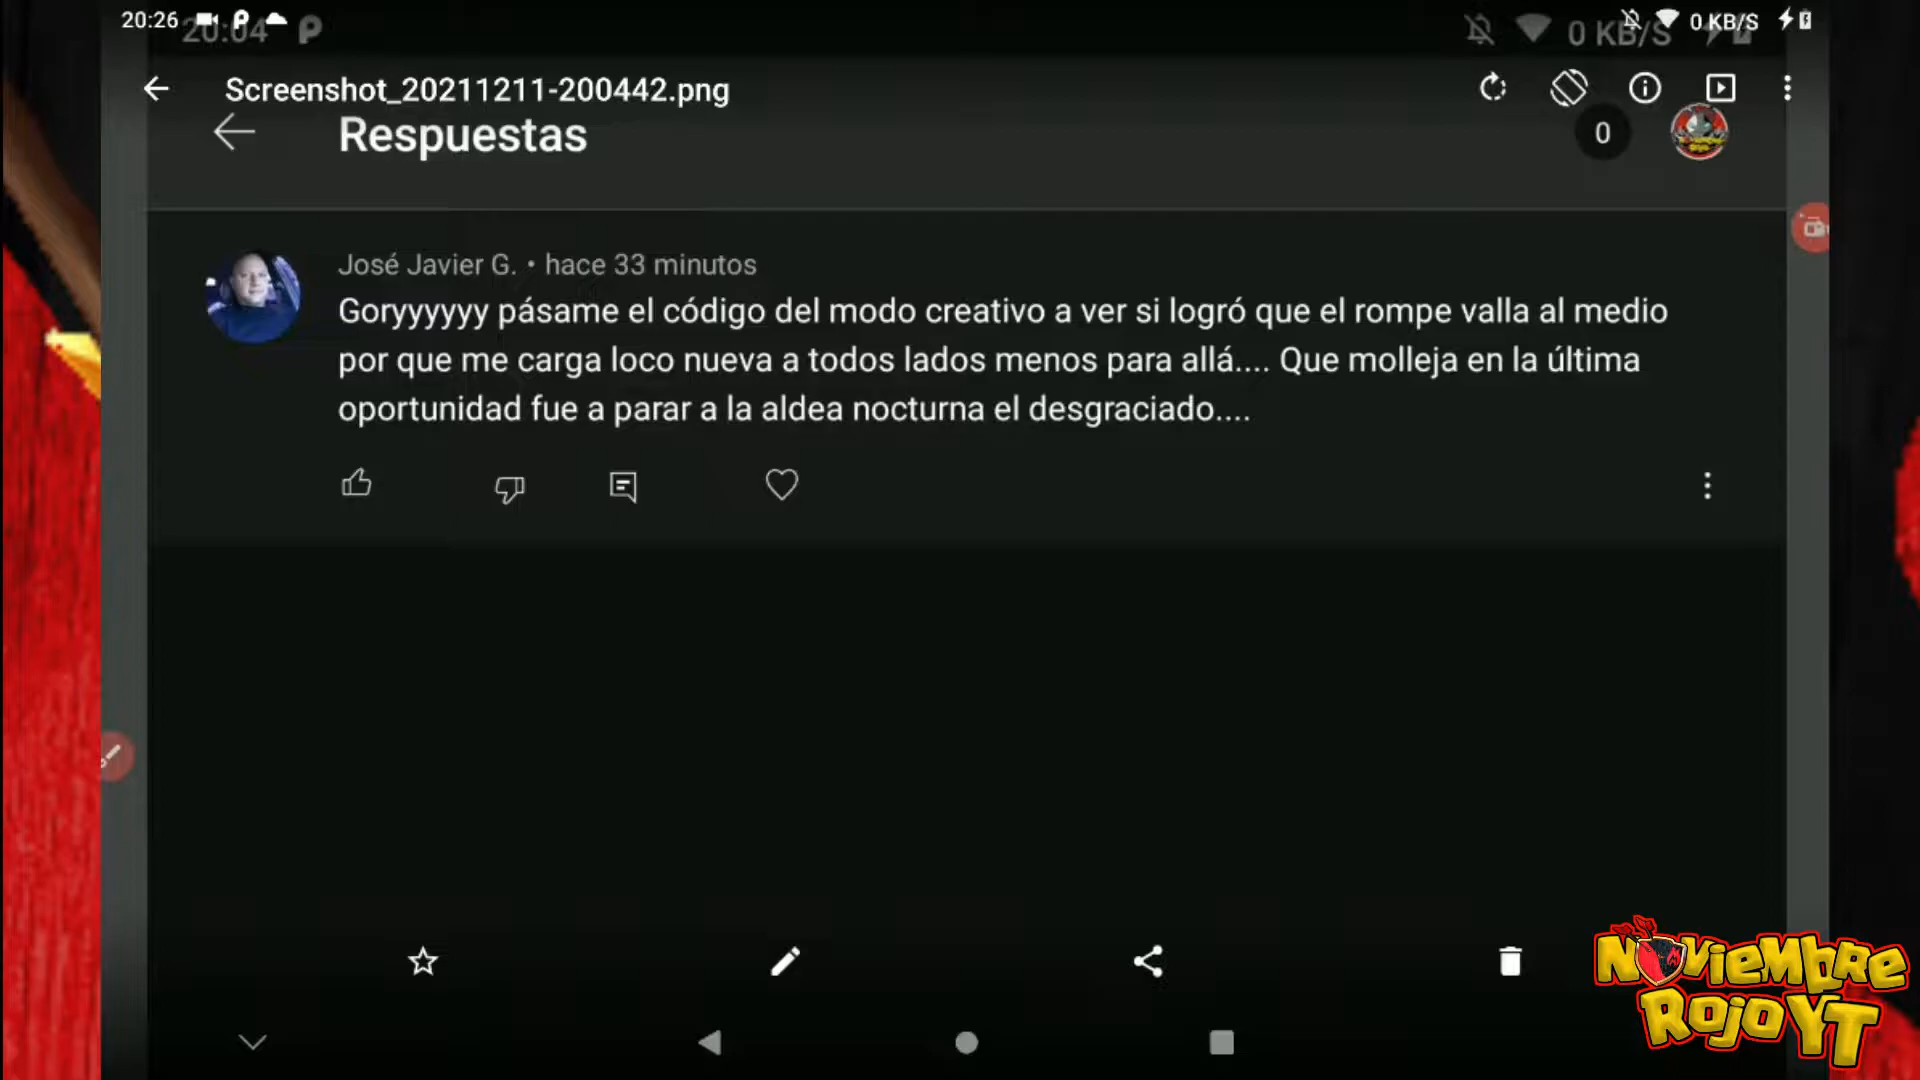 20:26
20:04
0 KB/S
0 KB/S
Screenshot_20211211-200442.png
Respuestas
0
José Javier G. • hace 33 minutos
Goryyyyyy pásame el código del modo creativo a ver si logró que el rompe valla al medio
por que me carga loco nueva a todos lados menos para allá.... Que molleja en la última
oportunidad fue a parar a la aldea nocturna el desgraciado....
NOVIEMBRE
ROJO YT